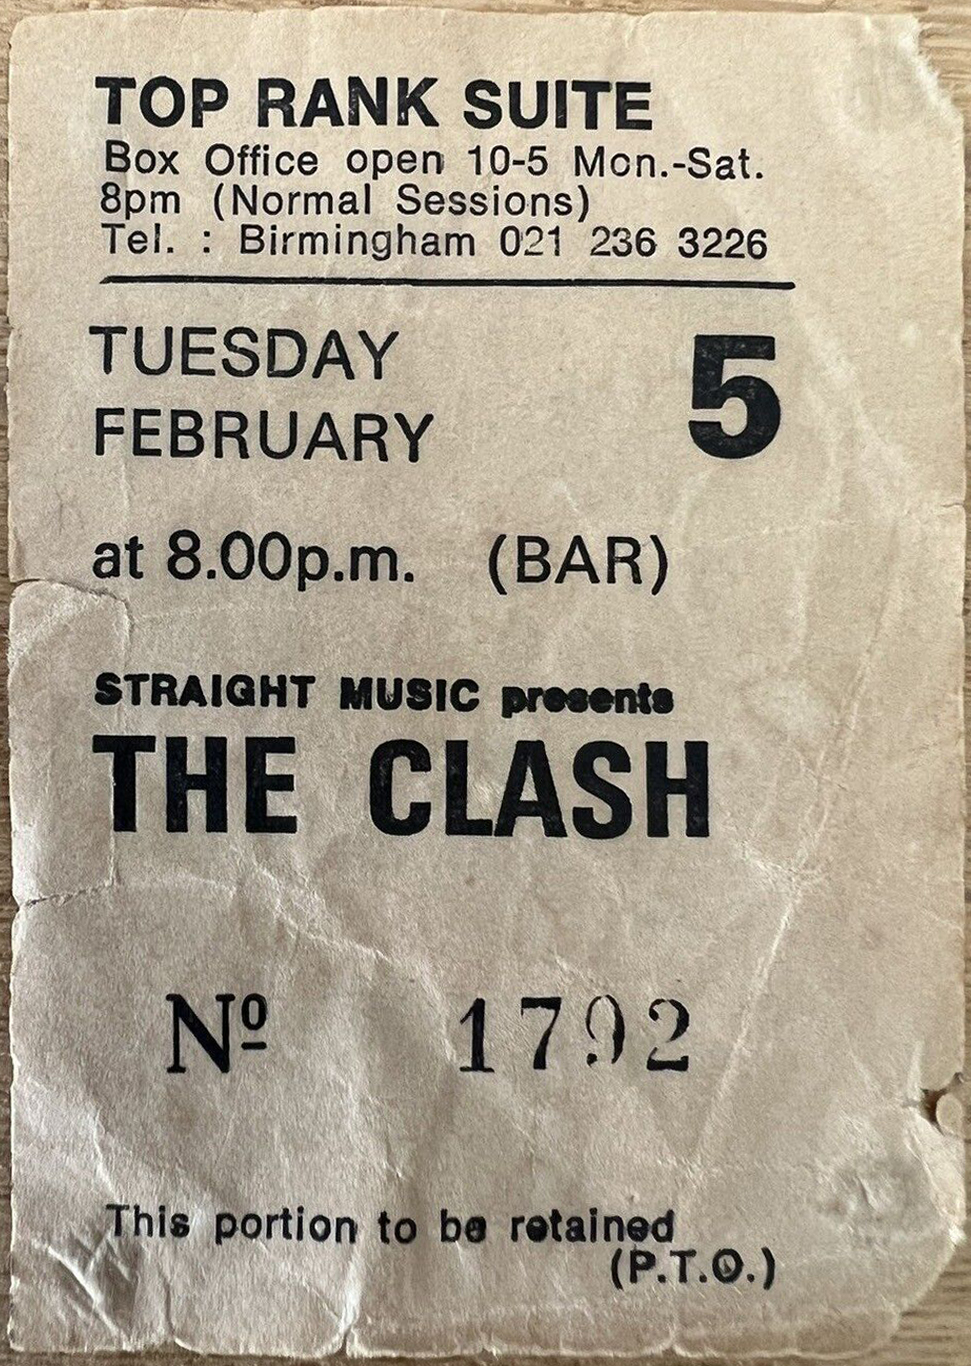 TOP RANK SUITE
Box Office open 10-5 Mon.-Sat.
8pm (Normal Sessions)
Tel. : Birmingham 021 236 3226
TUESDAY 5
FEBRUARY
at 8.00p.m. (BAR)
STRAIGHT MUSIC presents
THE CLASH
Nº 1792
This portion to be retained
(P.T.O.)